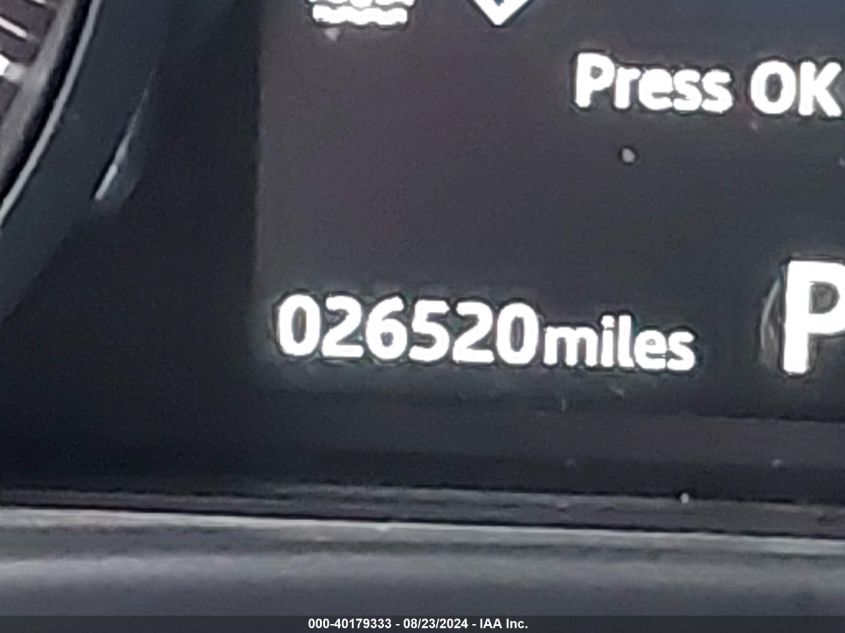 Press OK
026520miles
P
000-40179333 - 08/23/2024 - IAA Inc.